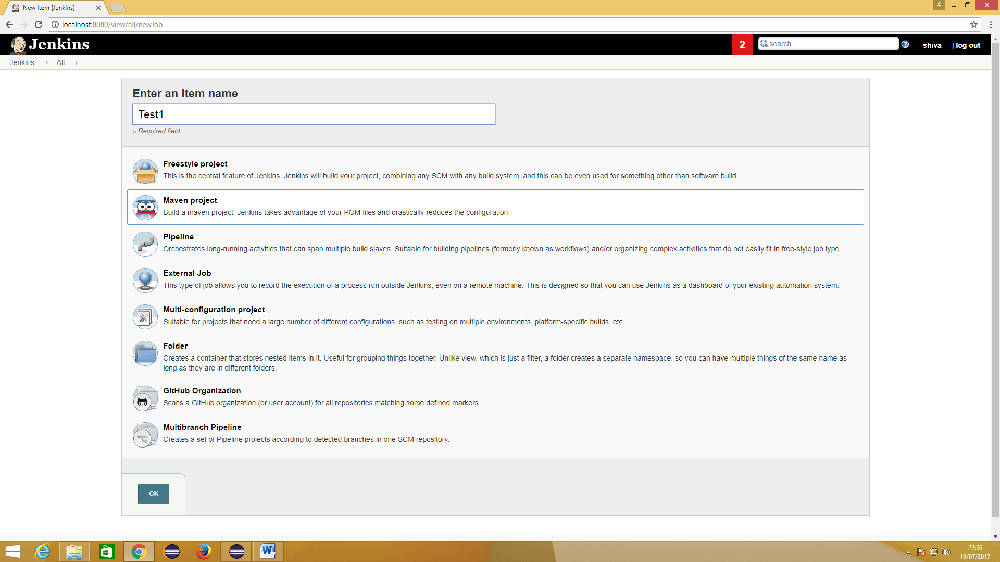 New Item [Jenkins]
localhost:8080/view/all/newJob
Jenkins
2
search
shiva
| log out
Jenkins
All
Enter an item name
Test1
» Required field
Freestyle project
This is the central feature of Jenkins. Jenkins will build your project, combining any SCM with any build system, and this can be even used for something other than software build.
Maven project
Build a maven project. Jenkins takes advantage of your POM files and drastically reduces the configuration.
Pipeline
Orchestrates long-running activities that can span multiple build slaves. Suitable for building pipelines (formerly known as workflows) and/or organizing complex activities that do not easily fit in free-style job type.
External Job
This type of job allows you to record the execution of a process run outside Jenkins, even on a remote machine. This is designed so that you can use Jenkins as a dashboard of your existing automation system.
Multi-configuration project
Suitable for projects that need a large number of different configurations, such as testing on multiple environments, platform-specific builds, etc.
Folder
Creates a container that stores nested items in it. Useful for grouping things together. Unlike view, which is just a filter, a folder creates a separate namespace, so you can have multiple things of the same name as
long as they are in different folders.
GitHub Organization
Scans a GitHub organization (or user account) for all repositories matching some defined markers.
Multibranch Pipeline
Creates a set of Pipeline projects according to detected branches in one SCM repository.
OK
22:36
19/07/2017